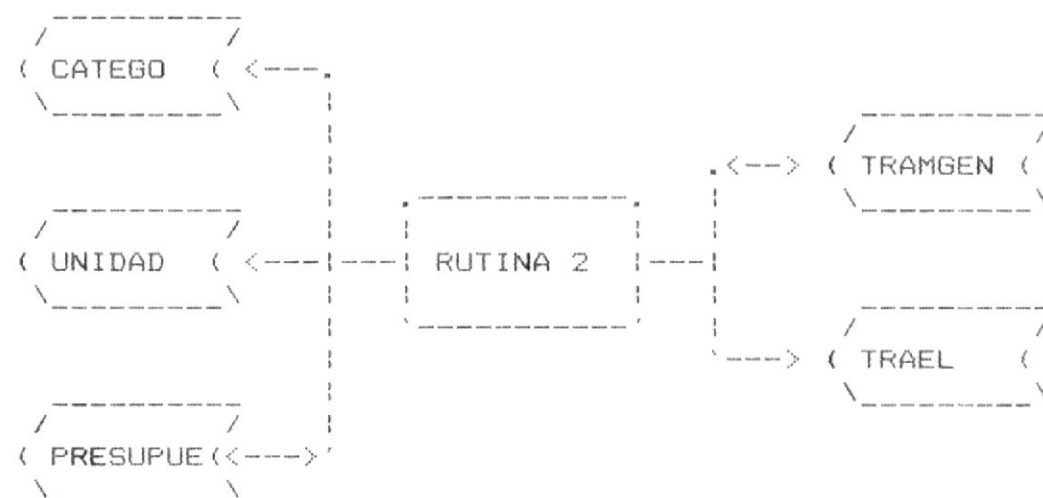 CATEGO
TRAMGEN
UNIDAD
RUTINA 2
TRAEL
PRESUPUE